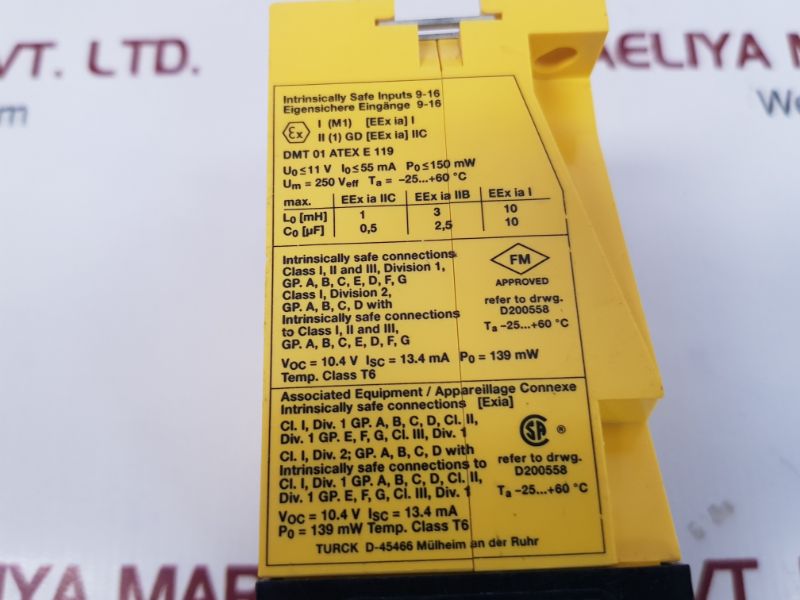 VT. LTD.
AELIYA MAR
We
Intrinsically Safe Inputs 9-16
Eigensichere Eingänge 9-16
Ex
I (M1) [EEx ia] I
II (1) GD [EEx ia] IIC
DMT 01 ATEX E 119
U0 ≤ 11 V I0 ≤ 55 mA P0 ≤ 150 mW
Um = 250 Veff Ta = -25...+60 °C
max. EEx ia IIC EEx ia IIB EEx ia I
L0 [mH] 1 3 10
C0 [µF] 0,5 2,5 10
Intrinsically safe connections
Class I, II and III, Division 1,
GP. A, B, C, E, D, F, G
Class I, Division 2,
GP. A, B, C, D with
Intrinsically safe connections
to Class I, II and III,
GP. A, B, C, E, D, F, G
FM
APPROVED
refer to drwg.
D200558
Ta -25...+60 °C
VOC = 10.4 V ISC = 13.4 mA P0 = 139 mW
Temp. Class T6
Associated Equipment / Appareillage Connexe
Intrinsically safe connections [Exia]
Cl. I, Div. 1 GP. A, B, C, D, Cl. II,
Div. 1 GP. E, F, G, Cl. III, Div. 1
Cl. I, Div. 2; GP. A, B, C, D with
Intrinsically safe connections to
Cl. I, Div. 1 GP. A, B, C, D, Cl. II,
Div. 1 GP. E, F, G, Cl. III, Div. 1
SA ®
refer to drwg.
D200558
Ta -25...+60 °C
VOC = 10.4 V ISC = 13.4 mA
P0 = 139 mW Temp. Class T6
TURCK D-45466 Mülheim an der Ruhr
AELIYA MAR
VT. LT